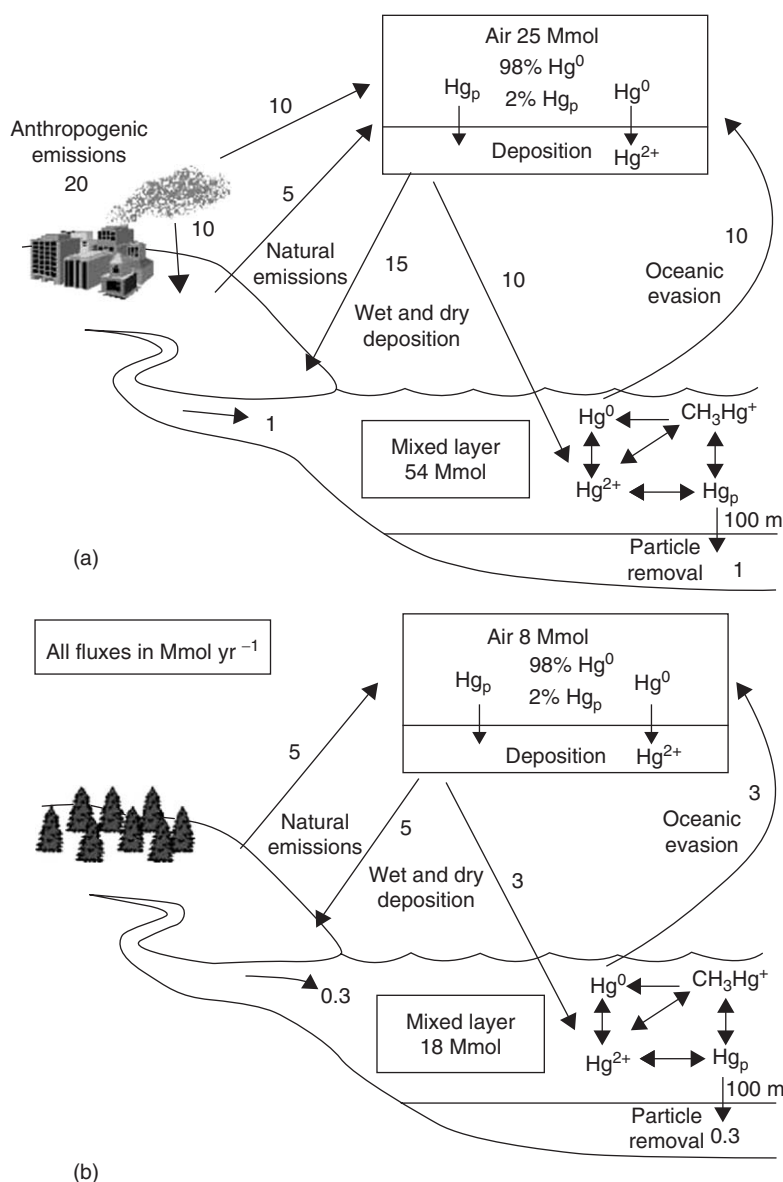 Air 25 Mmol
98% Hg⁰
Hgₚ
2% Hgₚ
Hg⁰
Deposition
Hg²⁺
Anthropogenic
emissions
20
10
10
5
Natural
emissions
15
Wet and dry
deposition
10
Oceanic
evasion
10
1
Mixed layer
54 Mmol
Hg⁰
CH₃Hg⁺
Hg²⁺
Hgₚ
100 m
Particle
removal
1
(a)
All fluxes in Mmol yr ⁻¹
Air 8 Mmol
98% Hg⁰
Hgₚ
2% Hgₚ
Hg⁰
Deposition
Hg²⁺
5
Natural
emissions
5
Wet and dry
deposition
3
Oceanic
evasion
3
0.3
Mixed layer
18 Mmol
Hg⁰
CH₃Hg⁺
Hg²⁺
Hgₚ
100 m
Particle
removal
0.3
(b)